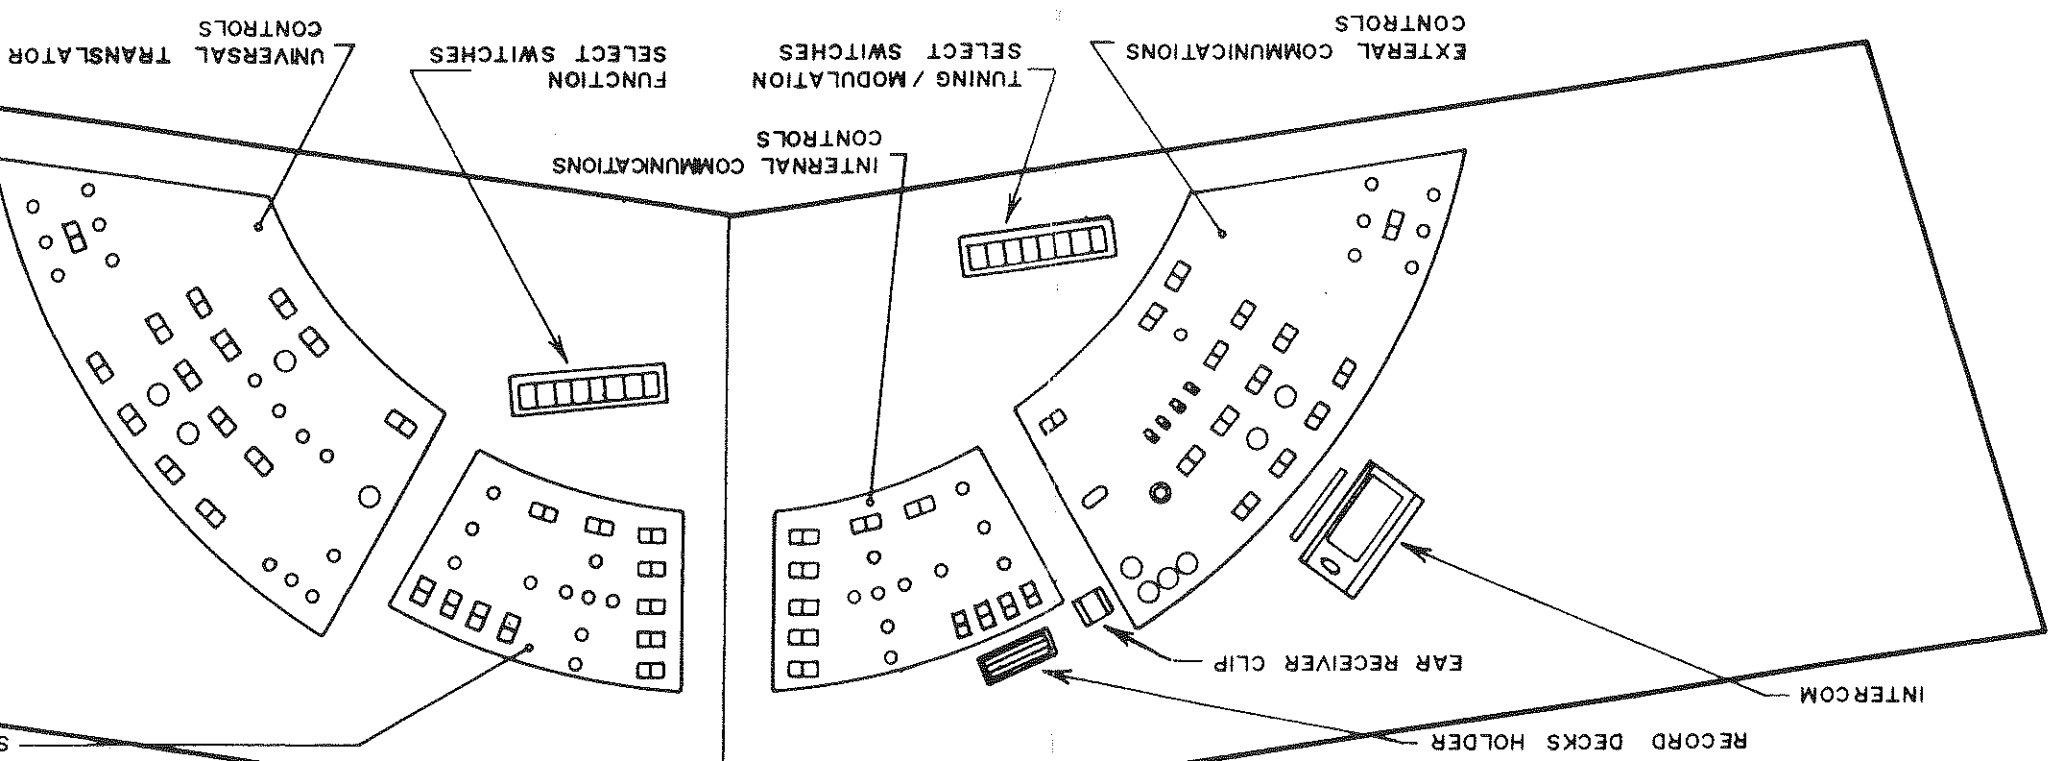 RECORD DECKS HOLDER
S
INTERCOM
EAR RECEIVER CLIP
INTERNAL COMMUNICATIONS
CONTROLS
EXTERAL COMMUNICATIONS
CONTROLS
TUNING / MODULATION
SELECT SWITCHES
FUNCTION
SELECT SWITCHES
UNIVERSAL TRANSLATOR
CONTROLS